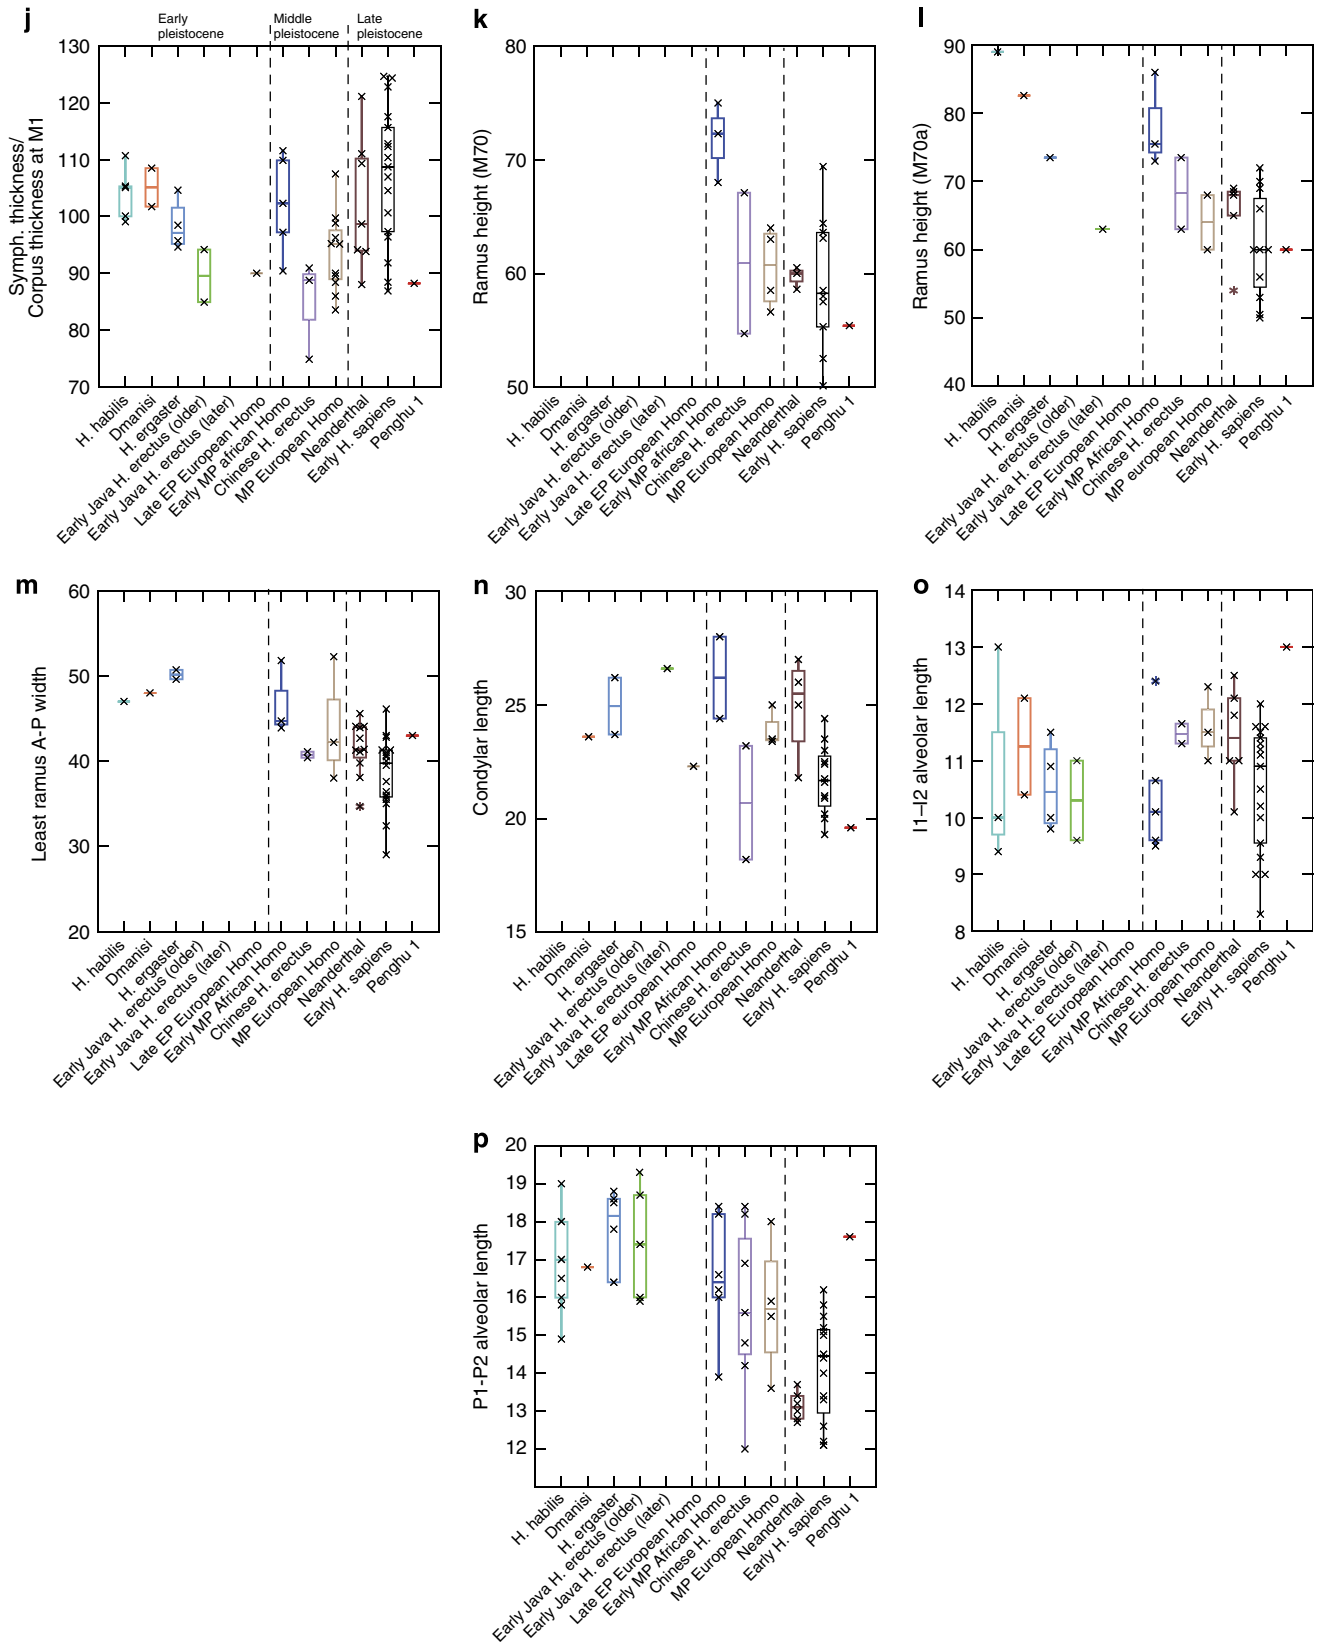 j
Early
pleistocene
Middle
pleistocene
Late
pleistocene
Symph. thickness/
Corpus thickness at M1
130
120
110
100
90
80
70
H. habilis
Dmanisi
H. ergaster
Early Java H. erectus (older)
Early Java H. erectus (later)
Late EP European Homo
Early MP african Homo
Chinese H. erectus
MP European Homo
Neanderthal
Early H. sapiens
Penghu 1
k
Ramus height (M70)
80
70
60
50
H. habilis
Dmanisi
H. ergaster
Early Java H. erectus (older)
Early Java H. erectus (later)
Late EP European Homo
Early MP african Homo
Chinese H. erectus
MP European Homo
Neanderthal
Early H. sapiens
Penghu 1
l
Ramus height (M70a)
90
80
70
60
50
40
H. habilis
Dmanisi
H. ergaster
Early Java H. erectus (older)
Early Java H. erectus (later)
Late EP European Homo
Early MP African Homo
Chinese H. erectus
MP european Homo
Neanderthal
Early H. sapiens
Penghu 1
m
Least ramus A-P width
60
50
40
30
20
H. habilis
Dmanisi
H. ergaster
Early Java H. erectus (older)
Early Java H. erectus (later)
Late EP European Homo
Early MP African Homo
Chinese H. erectus
MP European Homo
Neanderthal
Early H. sapiens
Penghu 1
n
Condylar length
30
25
20
15
H. habilis
Dmanisi
H. ergaster
Early Java H. erectus (older)
Early Java H. erectus (later)
Late EP european Homo
Early MP African Homo
Chinese H. erectus
MP European Homo
Neanderthal
Early H. sapiens
Penghu 1
o
I1–I2 alveolar length
14
13
12
11
10
9
8
H. habilis
Dmanisi
H. ergaster
Early Java H. erectus (older)
Early Java H. erectus (later)
Late EP European Homo
Early MP African Homo
Chinese H. erectus
MP European homo
Neanderthal
Early H. sapiens
Penghu 1
p
P1-P2 alveolar length
20
19
18
17
16
15
14
13
12
H. habilis
Dmanisi
H. ergaster
Early Java H. erectus (older)
Early Java H. erectus (later)
Late EP European Homo
Early MP African Homo
Chinese H. erectus
MP European Homo
Neanderthal
Early H. sapiens
Penghu 1